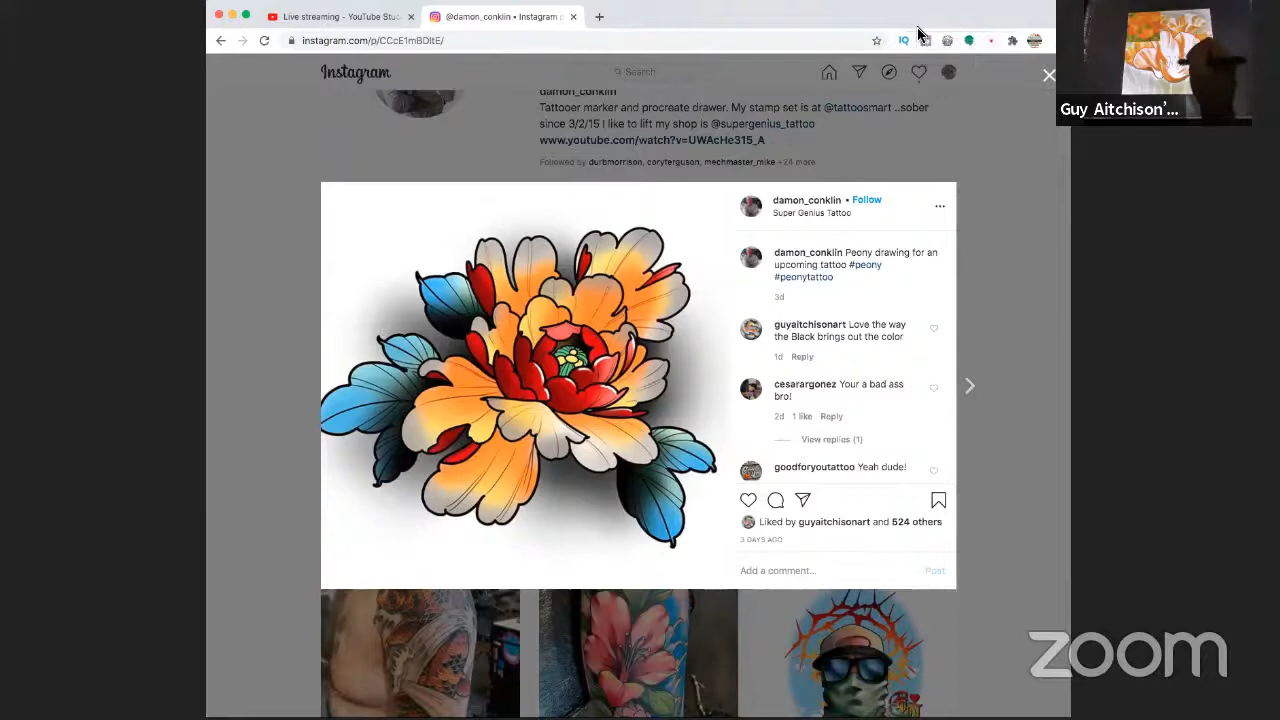 Live streaming - YouTube Stud
@damon_conklin • Instagram p
instagram.com/p/CCcE1mBDltE/
IQ
Instagram
Search
damon_conklin
Tattooer marker and procreate drawer. My stamp set is at @tattoosmart ..sober
since 3/2/15 I like to lift my shop is @supergenius_tattoo
www.youtube.com/watch?v=UWAcHe315_A
Followed by durbmorrison, coryferguson, mechmaster_mike +24 more
Guy Aitchison’...
damon_conklin • Follow
Super Genius Tattoo
damon_conklin Peony drawing for an
upcoming tattoo #peony
#peonytattoo
3d
guyaitchisonart Love the way
the Black brings out the color
1d Reply
cesarargonez Your a bad ass
bro!
2d 1 like Reply
View replies (1)
goodforyoutattoo Yeah dude!
Liked by guyaitchisonart and 524 others
3 DAYS AGO
Add a comment...
Post
zoom